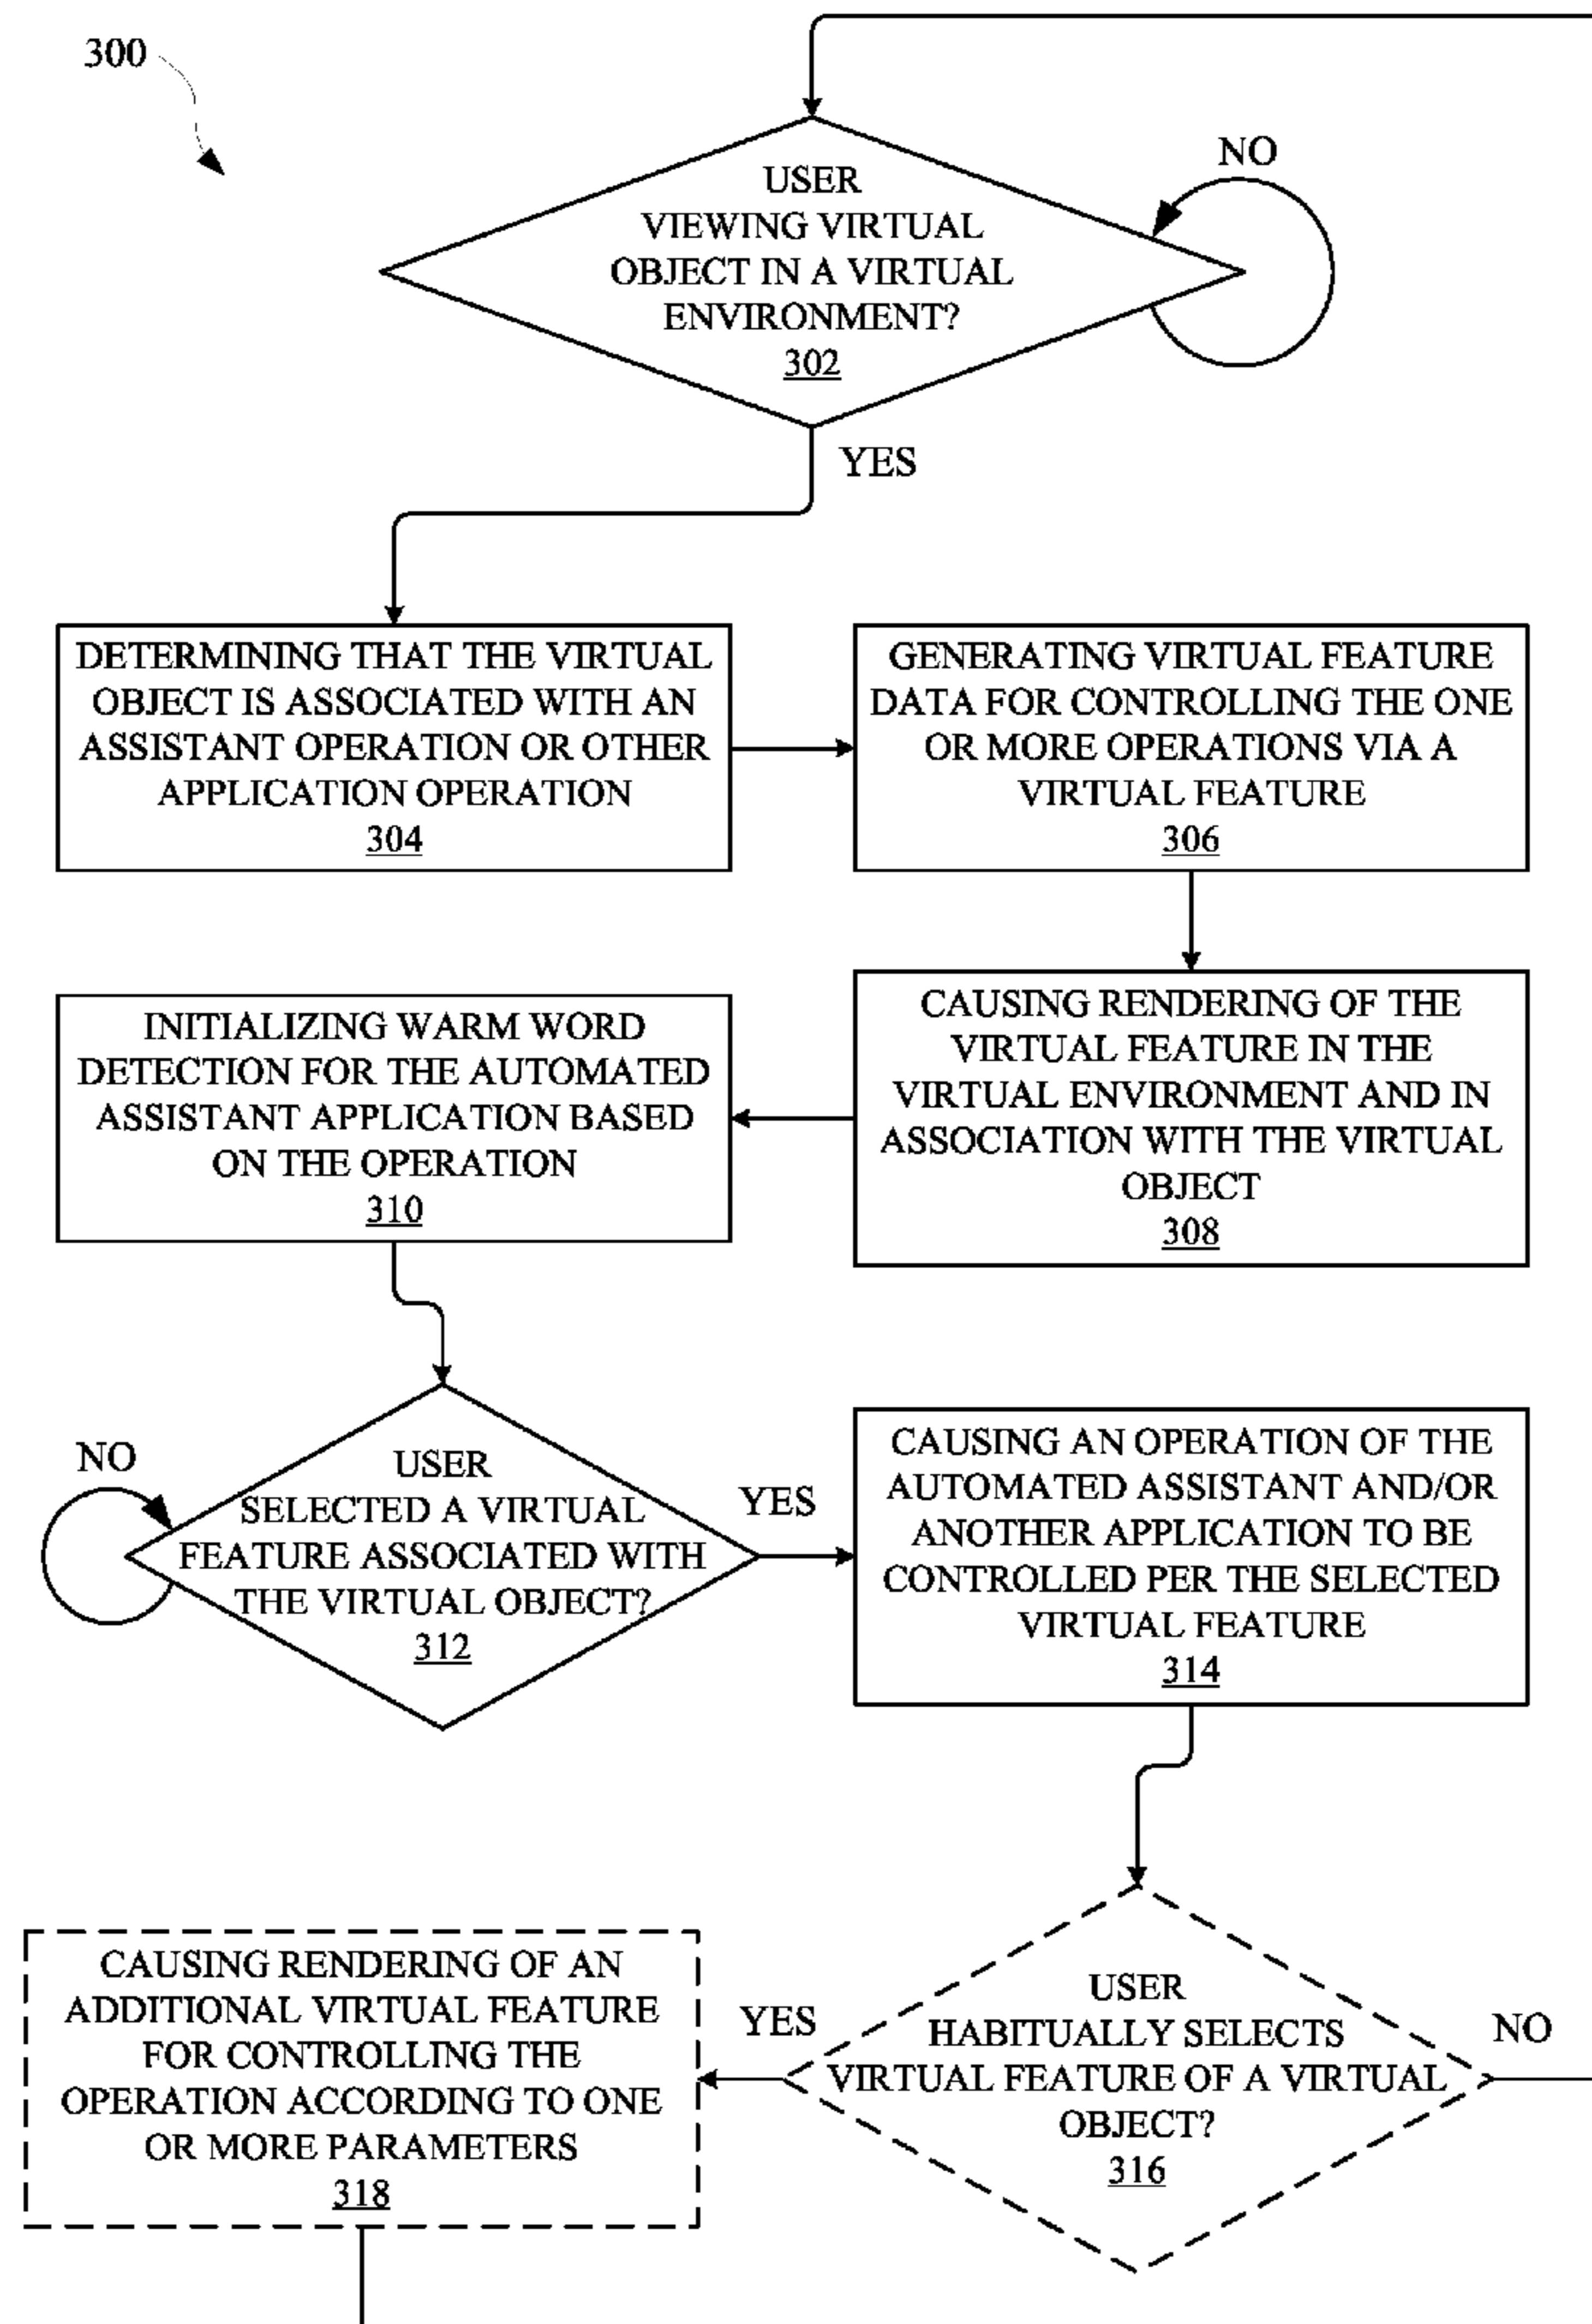 300
USER
VIEWING VIRTUAL
OBJECT IN A VIRTUAL
ENVIRONMENT?
302
NO
YES
DETERMINING THAT THE VIRTUAL
OBJECT IS ASSOCIATED WITH AN
ASSISTANT OPERATION OR OTHER
APPLICATION OPERATION
304
GENERATING VIRTUAL FEATURE
DATA FOR CONTROLLING THE ONE
OR MORE OPERATIONS VIA A
VIRTUAL FEATURE
306
CAUSING RENDERING OF THE
VIRTUAL FEATURE IN THE
VIRTUAL ENVIRONMENT AND IN
ASSOCIATION WITH THE VIRTUAL
OBJECT
308
INITIALIZING WARM WORD
DETECTION FOR THE AUTOMATED
ASSISTANT APPLICATION BASED
ON THE OPERATION
310
NO
USER
SELECTED A VIRTUAL
FEATURE ASSOCIATED WITH
THE VIRTUAL OBJECT?
312
YES
CAUSING AN OPERATION OF THE
AUTOMATED ASSISTANT AND/OR
ANOTHER APPLICATION TO BE
CONTROLLED PER THE SELECTED
VIRTUAL FEATURE
314
USER
HABITUALLY SELECTS
VIRTUAL FEATURE OF A VIRTUAL
OBJECT?
316
NO
YES
CAUSING RENDERING OF AN
ADDITIONAL VIRTUAL FEATURE
FOR CONTROLLING THE
OPERATION ACCORDING TO ONE
OR MORE PARAMETERS
318